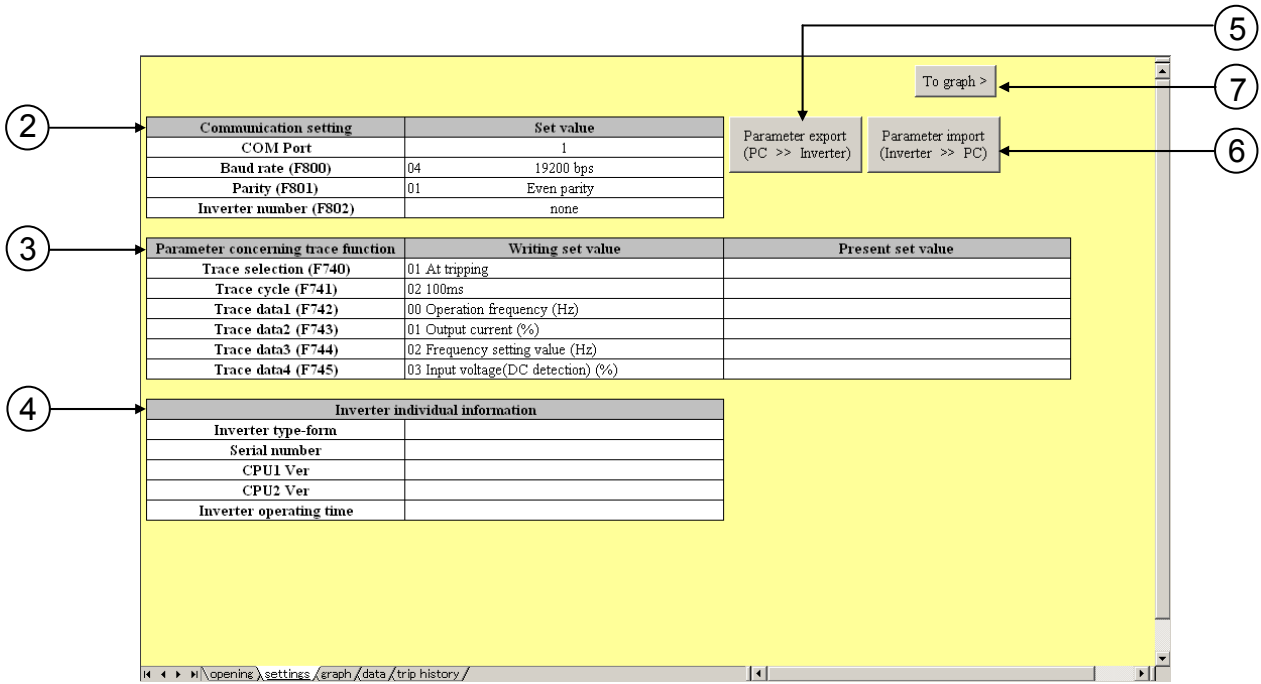 5
To graph >
7
2
Communication setting Set value
Parameter export
(PC >> Inverter)
Parameter import
(Inverter >> PC)
6
COM Port 1
Baud rate (F800) 04 19200 bps
Parity (F801) 01 Even parity
Inverter number (F802) none
3
Parameter concerning trace function Writing set value Present set value
Trace selection (F740) 01 At tripping
Trace cycle (F741) 02 100ms
Trace data1 (F742) 00 Operation frequency (Hz)
Trace data2 (F743) 01 Output current (%)
Trace data3 (F744) 02 Frequency setting value (Hz)
Trace data4 (F745) 03 Input voltage(DC detection) (%)
4
Inverter individual information
Inverter type-form
Serial number
CPU1 Ver
CPU2 Ver
Inverter operating time
opening settings graph data trip history